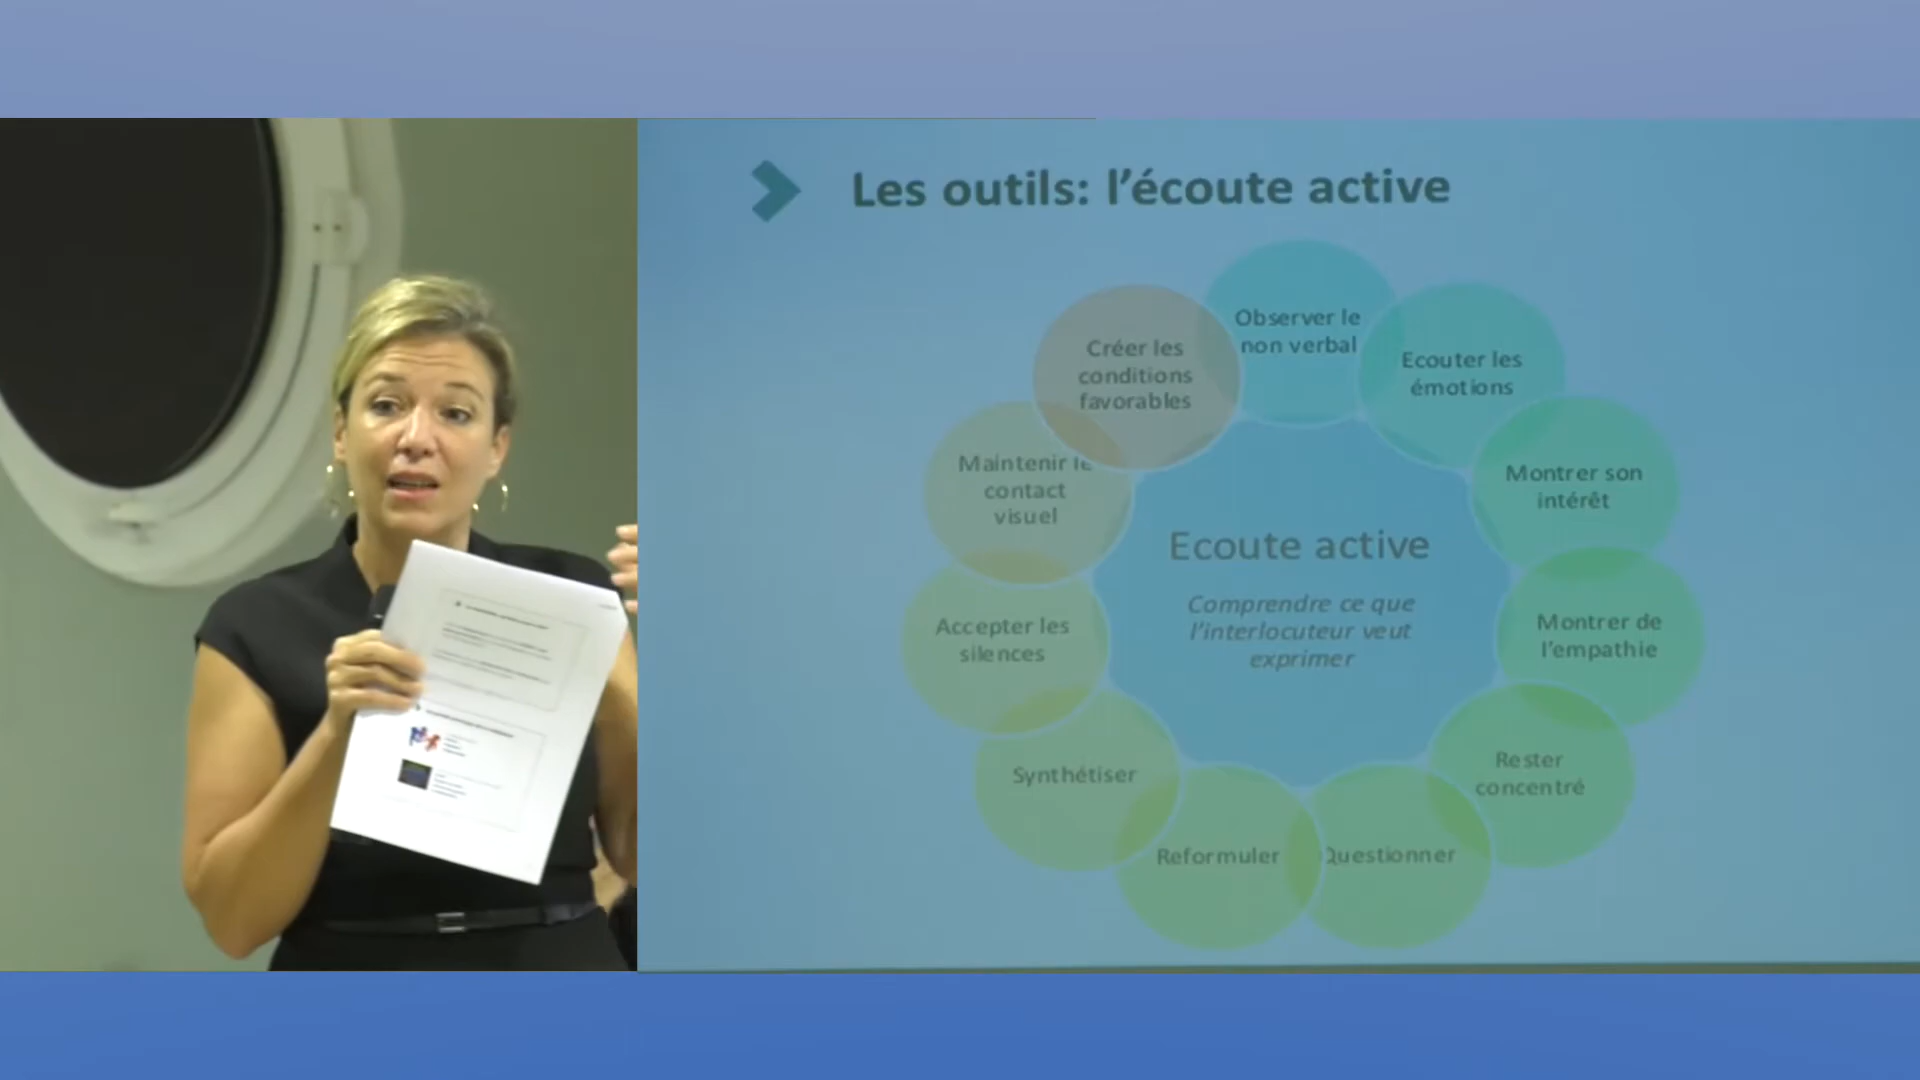 Les outils: l’écoute active
Observer le
non verbal
Ecouter les
émotions
Montrer son
intérêt
Montrer de
l’empathie
Rester
concentré
Questionner
Reformuler
Synthétiser
Accepter les
silences
Maintenir le
contact
visuel
Créer les
conditions
favorables
Ecoute active
Comprendre ce que
l’interlocuteur veut
exprimer